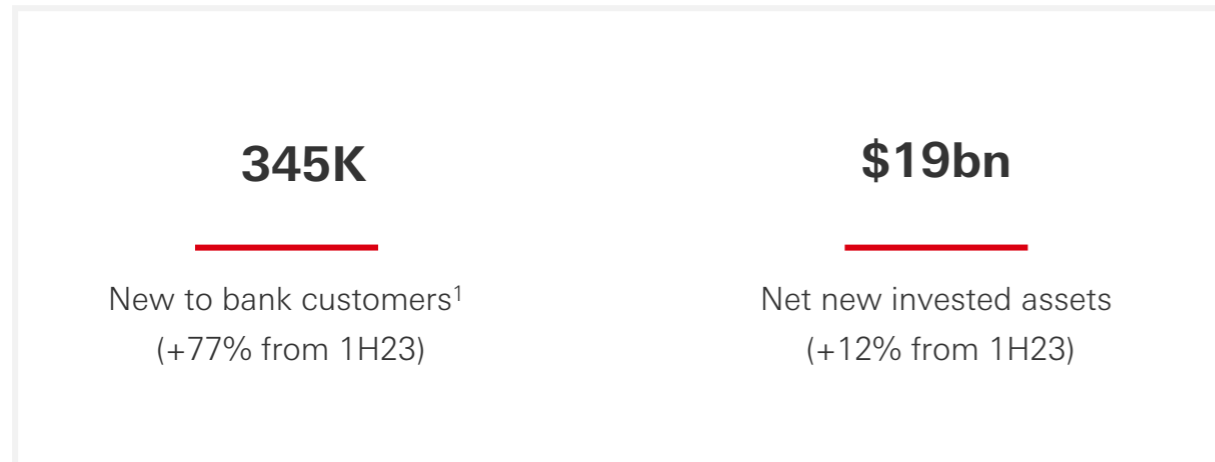 345K
New to bank customers¹
(+77% from 1H23)
$19bn
Net new invested assets
(+12% from 1H23)